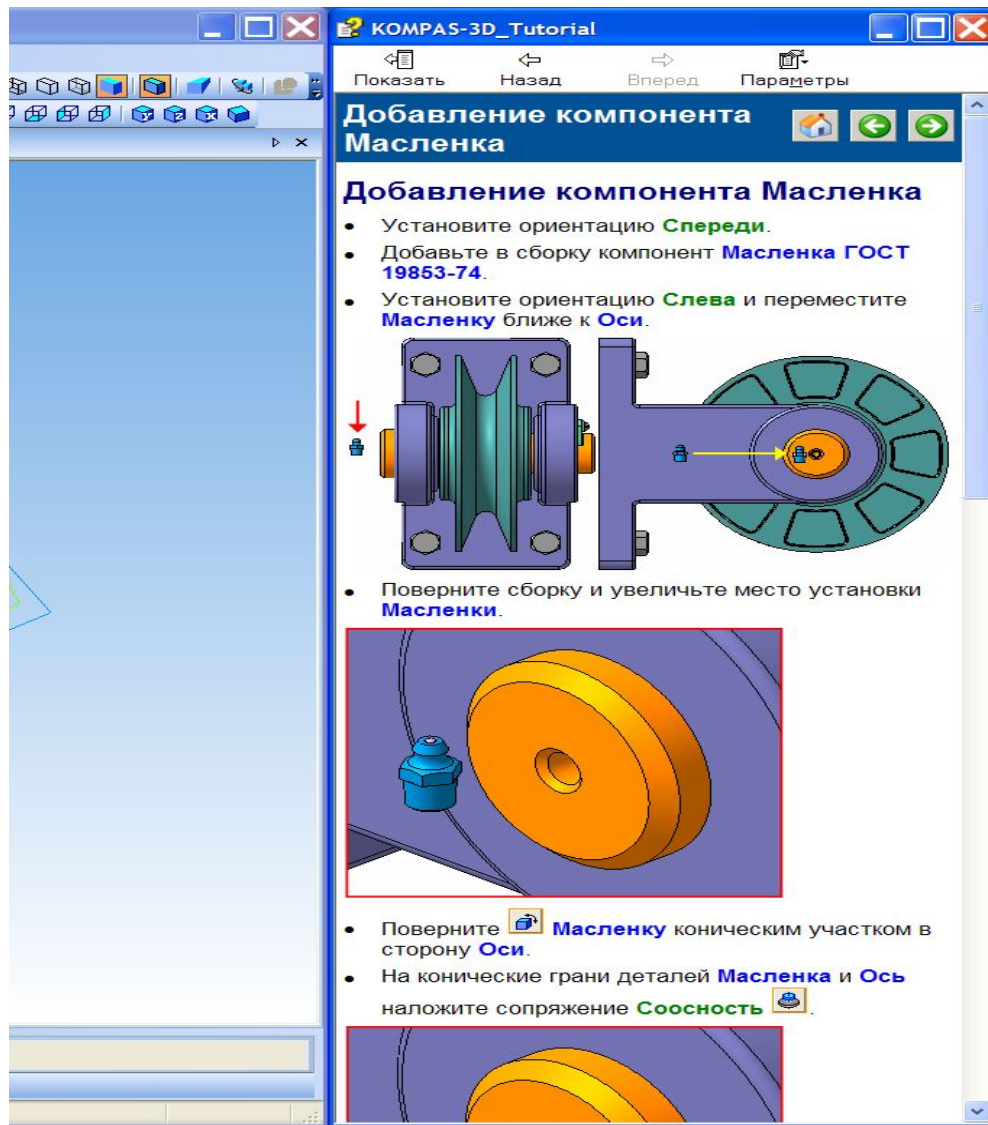 KOMPAS-3D_Tutorial
Показать Назад Вперед Параметры
Добавление компонента
Масленка
Добавление компонента Масленка
• Установите ориентацию Спереди.
• Добавьте в сборку компонент Масленка ГОСТ
19853-74.
• Установите ориентацию Слева и переместите
Масленку ближе к Оси.
• Поверните сборку и увеличьте место установки
Масленки.
• Поверните Масленку коническим участком в
сторону Оси.
• На конические грани деталей Масленка и Ось
наложите сопряжение Соосность .